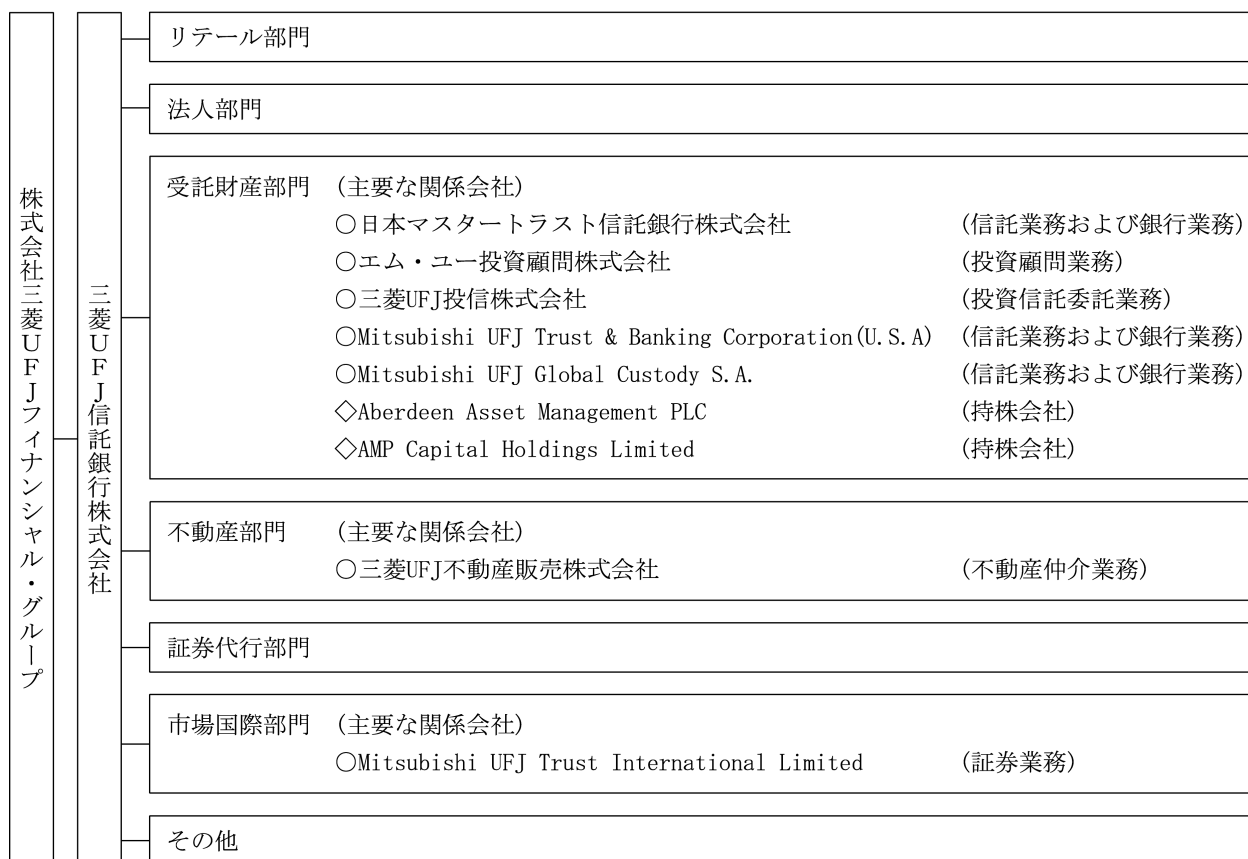 株式会社三菱UFJフィナンシャル・グループ
三菱UFJ信託銀行株式会社
リテール部門
法人部門
受託財産部門 (主要な関係会社)
○日本マスタートラスト信託銀行株式会社 (信託業務および銀行業務)
○エム・ユー投資顧問株式会社 (投資顧問業務)
○三菱UFJ投信株式会社 (投資信託委託業務)
○Mitsubishi UFJ Trust & Banking Corporation(U.S.A) (信託業務および銀行業務)
○Mitsubishi UFJ Global Custody S.A. (信託業務および銀行業務)
◇Aberdeen Asset Management PLC (持株会社)
◇AMP Capital Holdings Limited (持株会社)
不動産部門 (主要な関係会社)
○三菱UFJ不動産販売株式会社 (不動産仲介業務)
証券代行部門
市場国際部門 (主要な関係会社)
○Mitsubishi UFJ Trust International Limited (証券業務)
その他